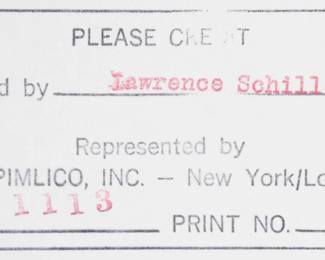 PLEASE CRE  T
d by Lawrence Schill
Represented by
PIMLICO, INC. — New York/Lo
1113
PRINT NO.